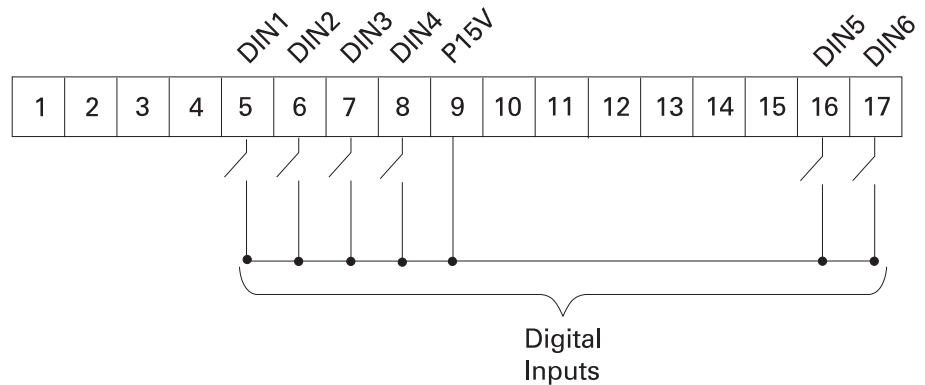 DIN1 DIN2 DIN3 DIN4 P15V DIN5 DIN6
1 2 3 4 5 6 7 8 9 10 11 12 13 14 15 16 17
Digital
Inputs